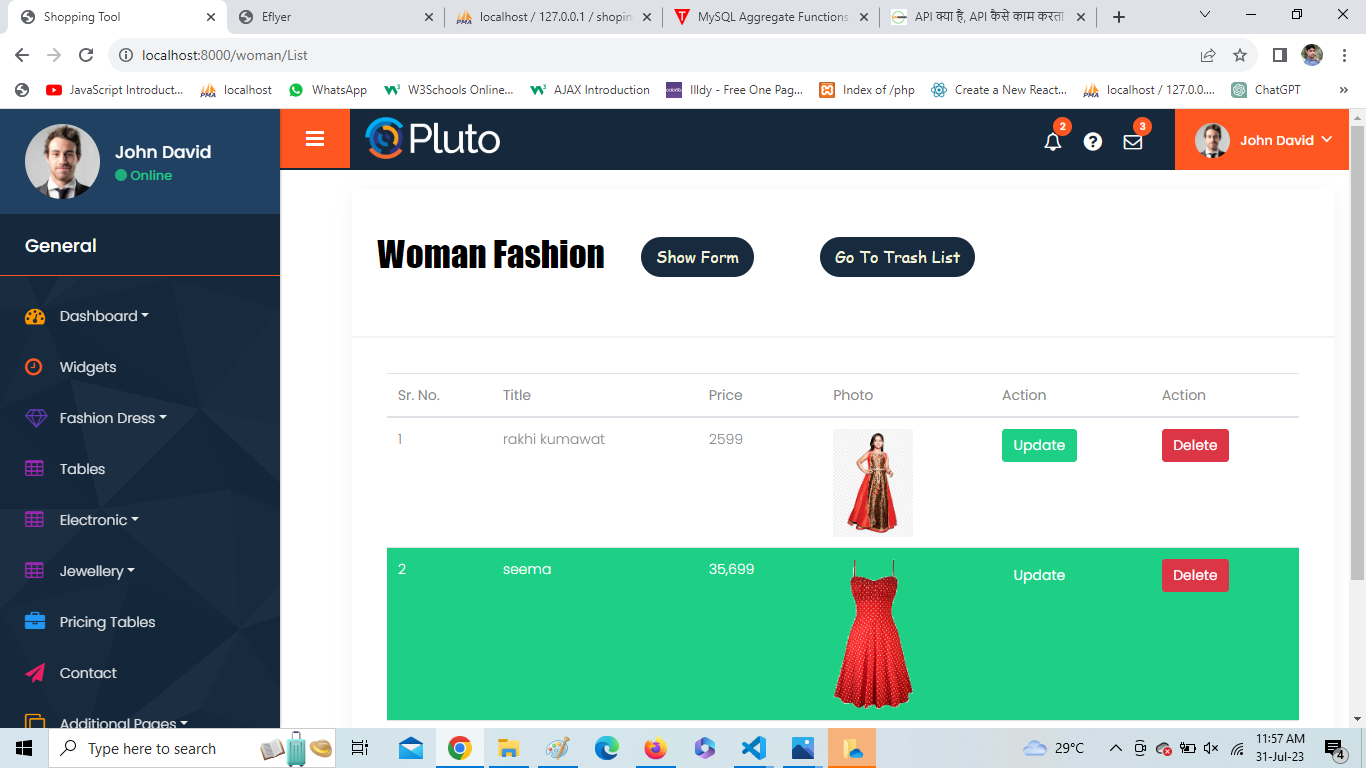 Shopping Tool
Eflyer
localhost / 127.0.0.1 / shopin
MySQL Aggregate Functions
API क्या है, API कैसे काम करता
localhost:8000/woman/List
JavaScript Introduct...
localhost
WhatsApp
W3Schools Online...
AJAX Introduction
Illdy - Free One Pag...
Index of /php
Create a New React...
localhost / 127.0.0....
ChatGPT
John David
Online
Pluto
2
3
John David
General
Woman Fashion
Show Form
Go To Trash List
Dashboard
Widgets
Fashion Dress
Tables
Electronic
Jewellery
Pricing Tables
Contact
Additional Pages
Sr. No. Title Price Photo Action Action
1 rakhi kumawat 2599 Update Delete
2 seema 35,699 Update Delete
Type here to search
29°C
11:57 AM
31-Jul-23
4